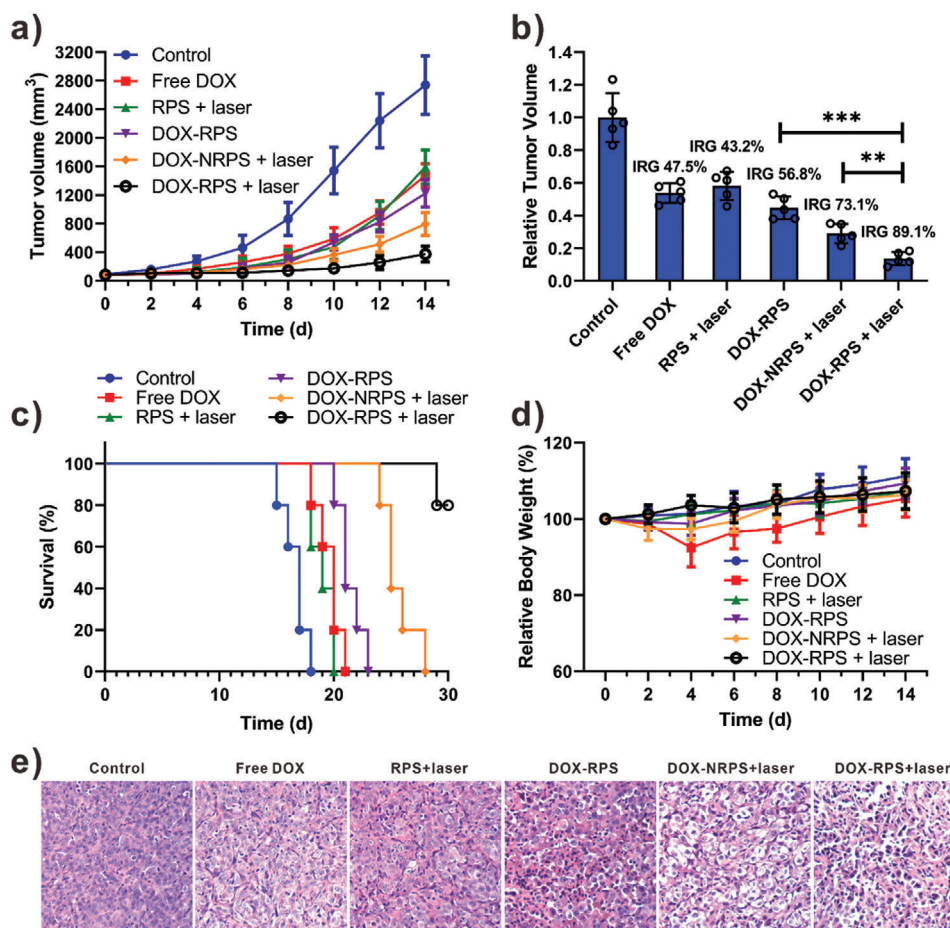 a)
Tumor volume (mm³)
3200
2800
2400
2000
1600
1200
800
400
0
Control
Free DOX
RPS + laser
DOX-RPS
DOX-NRPS + laser
DOX-RPS + laser
0 2 4 6 8 10 12 14
Time (d)
b)
Relative Tumor Volume
1.4
1.2
1.0
0.8
0.6
0.4
0.2
0.0
IRG 47.5%
IRG 43.2%
IRG 56.8%
IRG 73.1%
IRG 89.1%
***
**
Control
Free DOX
RPS + laser
DOX-RPS
DOX-NRPS + laser
DOX-RPS + laser
c)
Control
Free DOX
RPS + laser
DOX-RPS
DOX-NRPS + laser
DOX-RPS + laser
Survival (%)
100
80
60
40
20
0
0 10 20 30
Time (d)
d)
Relative Body Weight (%)
120
100
80
60
Control
Free DOX
RPS + laser
DOX-RPS
DOX-NRPS + laser
DOX-RPS + laser
0 2 4 6 8 10 12 14
Time (d)
e)
Control Free DOX RPS+laser DOX-RPS DOX-NRPS+laser DOX-RPS+laser